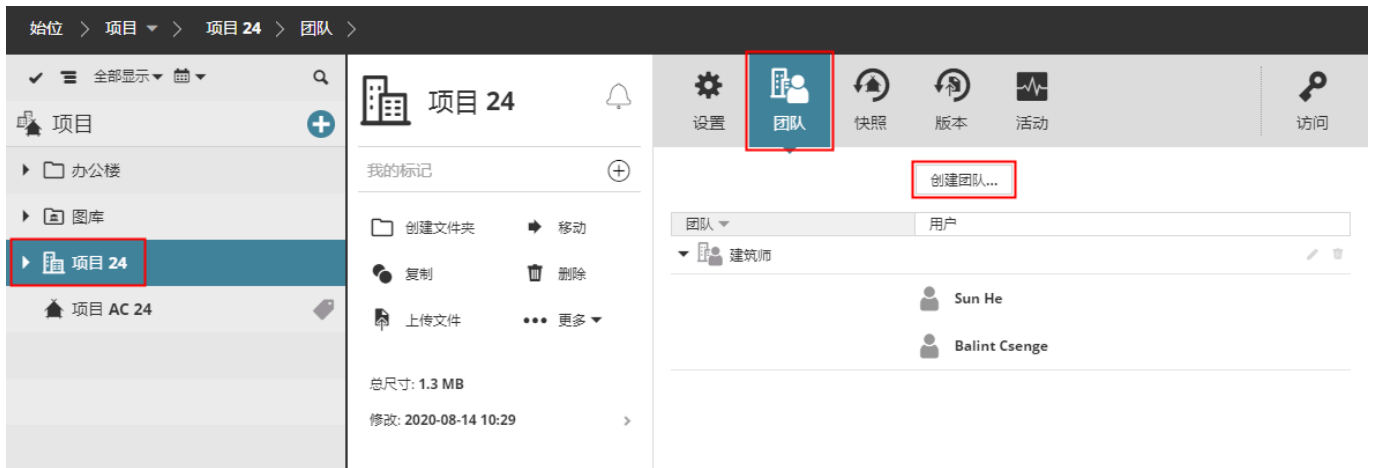 始位 > 项目 > 项目 24 > 团队 >
全部显示
项目
办公楼
图库
项目 24
项目 AC 24
项目 24
我的标记
创建文件夹 移动
复制 删除
上传文件 更多
总尺寸: 1.3 MB
修改: 2020-08-14 10:29
设置 团队 快照 版本 活动 访问
创建团队...
团队 用户
建筑师
Sun He
Balint Csenge